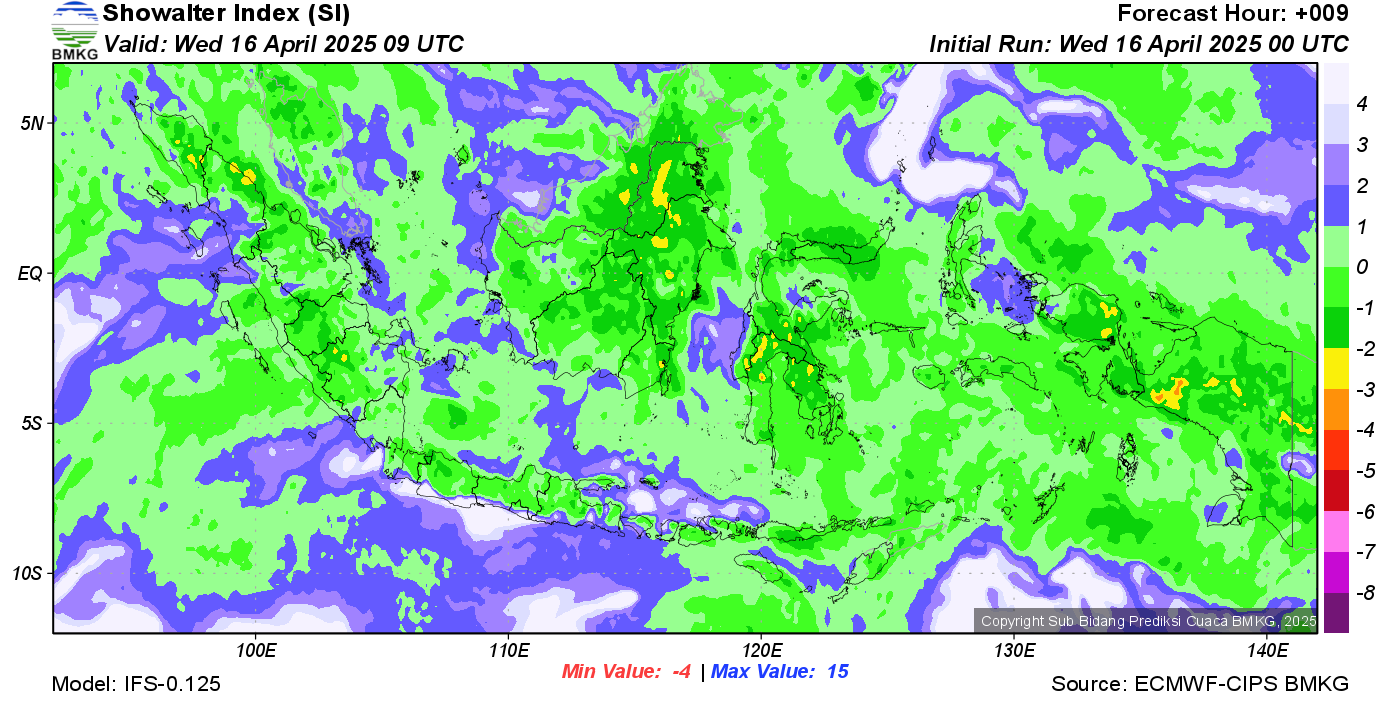 BMKG
Showalter Index (SI)
Forecast Hour: +009
Valid: Wed 16 April 2025 09 UTC
Initial Run: Wed 16 April 2025 00 UTC
5N
EQ
5S
10S
4
3
2
1
0
-1
-2
-3
-4
-5
-6
-7
-8
Copyright Sub Bidang Prediksi Cuaca BMKG, 2025
100E 110E 120E 130E 140E
Min Value: -4 | Max Value: 15
Model: IFS-0.125
Source: ECMWF-CIPS BMKG